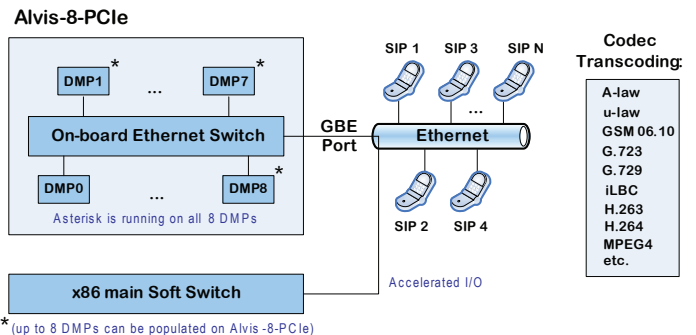 Alvis-8-PCIe
DMP1 *
...
DMP7 *
On-board Ethernet Switch
DMP0
...
DMP8 *
Asterisk is running on all 8 DMPs
GBE
Port
SIP 1
SIP 3
SIP N
...
Ethernet
SIP 2
SIP 4
x86 main Soft Switch
Accelerated I/O
* (up to 8 DMPs can be populated on Alvis -8-PCIe)
Codec
Transcoding:
A-law
u-law
GSM 06.10
G.723
G.729
iLBC
H.263
H.264
MPEG4
etc.